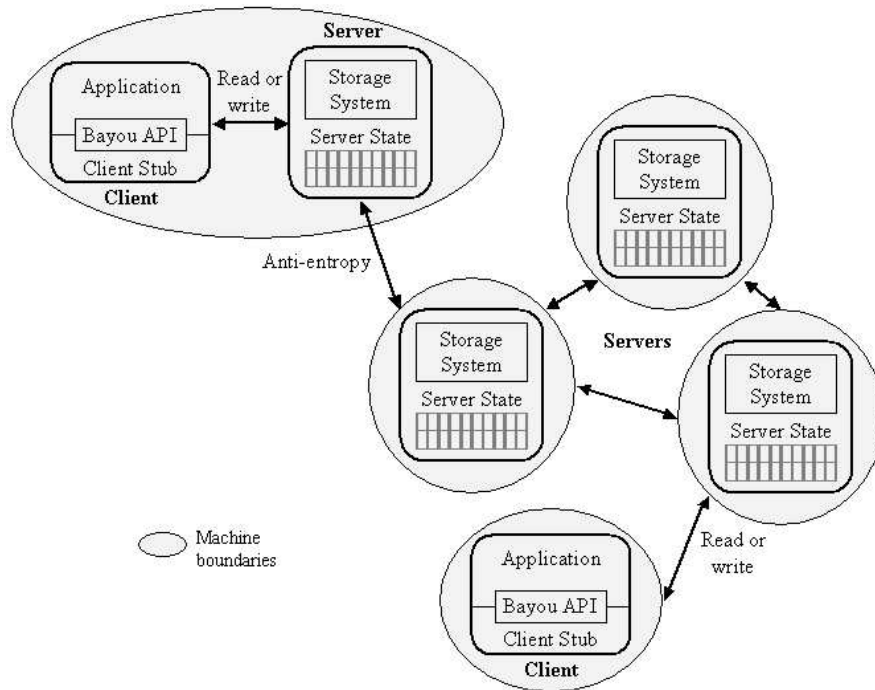 Server
Application
Read or
write
Storage
System
Bayou API
Server State
Client Stub
Client
Anti-entropy
Storage
System
Server State
Storage
System
Server State
Servers
Storage
System
Server State
Machine
boundaries
Read or
write
Application
Bayou API
Client Stub
Client